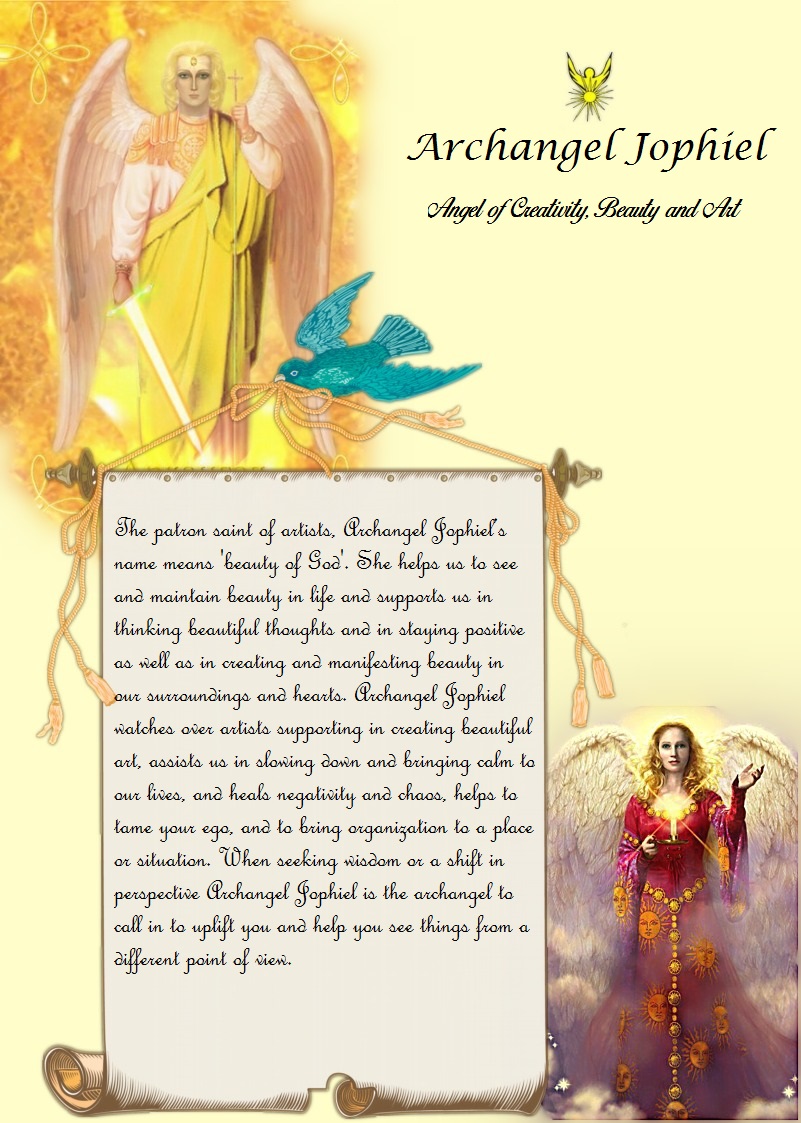 Archangel Jophiel
Angel of Creativity, Beauty and Art
The patron saint of artists, Archangel Jophiel's
name means 'beauty of God'. She helps us to see
and maintain beauty in life and supports us in
thinking beautiful thoughts and in staying positive
as well as in creating and manifesting beauty in
our surroundings and hearts. Archangel Jophiel
watches over artists supporting in creating beautiful
art, assists us in slowing down and bringing calm to
our lives, and heals negativity and chaos, helps to
tame your ego, and to bring organization to a place
or situation. When seeking wisdom or a shift in
perspective Archangel Jophiel is the archangel to
call in to uplift you and help you see things from a
different point of view.